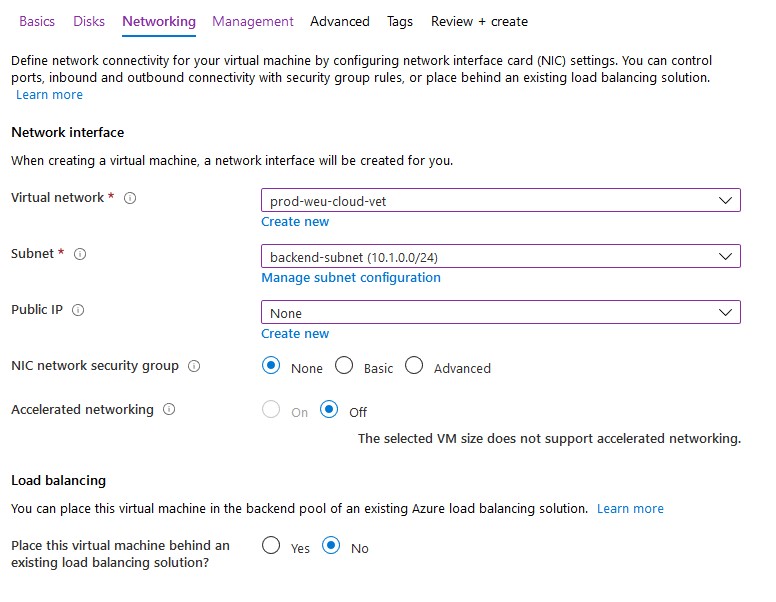 Basics Disks Networking Management Advanced Tags Review + create
Define network connectivity for your virtual machine by configuring network interface card (NIC) settings. You can control
ports, inbound and outbound connectivity with security group rules, or place behind an existing load balancing solution.
Learn more
Network interface
When creating a virtual machine, a network interface will be created for you.
Virtual network * prod-weu-cloud-vet
Create new
Subnet * backend-subnet (10.1.0.0/24)
Manage subnet configuration
Public IP None
Create new
NIC network security group None Basic Advanced
Accelerated networking On Off
The selected VM size does not support accelerated networking.
Load balancing
You can place this virtual machine in the backend pool of an existing Azure load balancing solution. Learn more
Place this virtual machine behind an Yes No
existing load balancing solution?